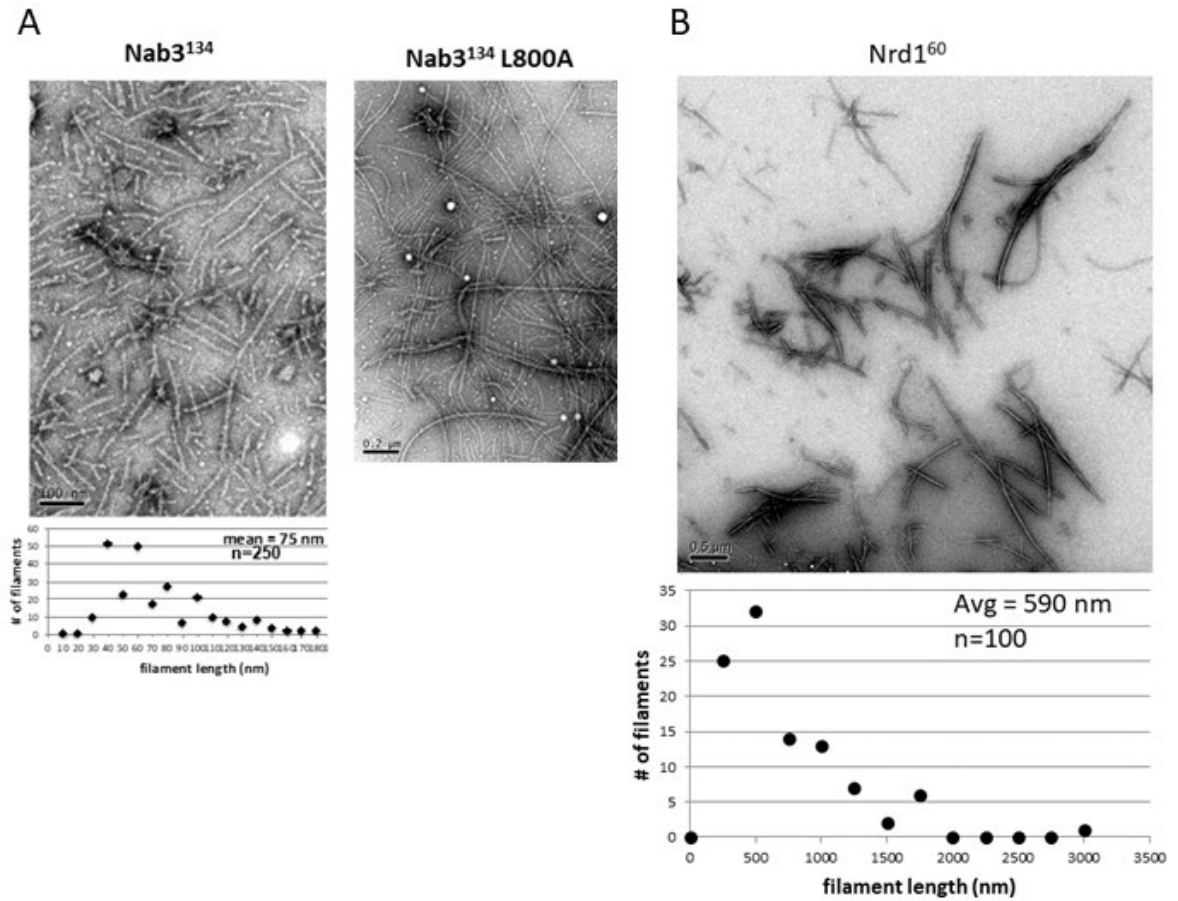 A
Nab3¹³⁴
Nab3¹³⁴ L800A
100 nm
0.2 µm
60
50
40
30
20
10
0
# of filaments
mean = 75 nm
n=250
0 10 20 30 40 50 60 70 80 90 100 110 120 130 140 150 160 170 180
filament length (nm)
B
Nrd1⁶⁰
0.5 µm
35
30
25
20
15
10
5
0
# of filaments
Avg = 590 nm
n=100
0 500 1000 1500 2000 2500 3000 3500
filament length (nm)